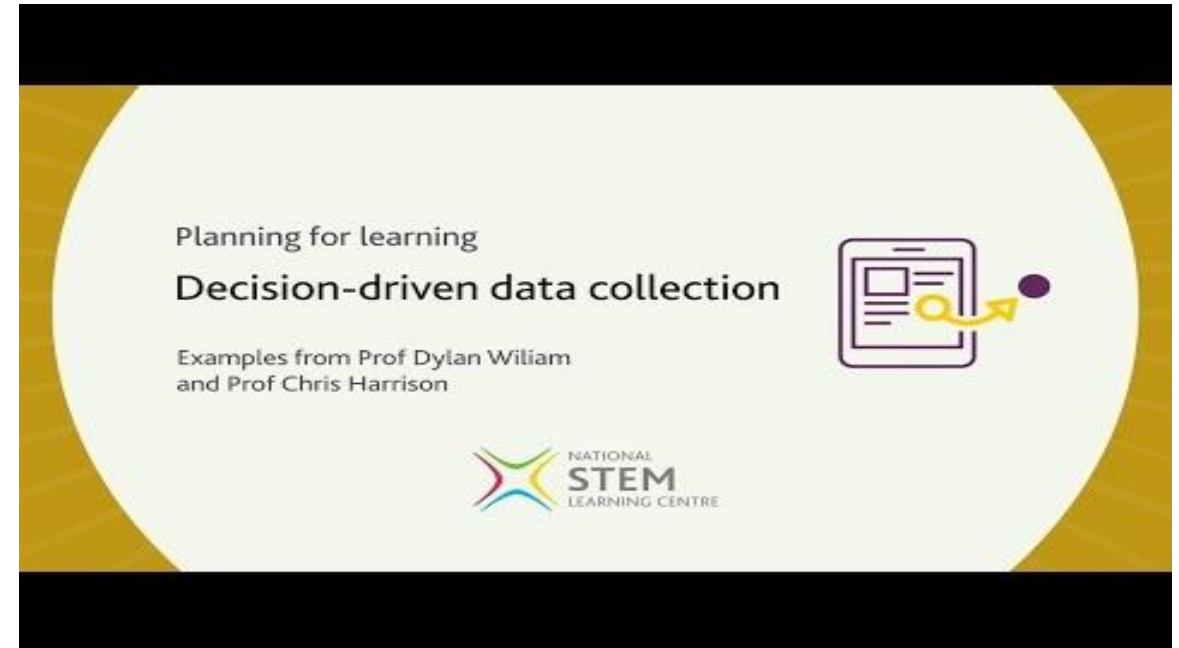 Planning for learning
Decision-driven data collection
Examples from Prof Dylan Wiliam
and Prof Chris Harrison
NATIONAL
STEM
LEARNING CENTRE